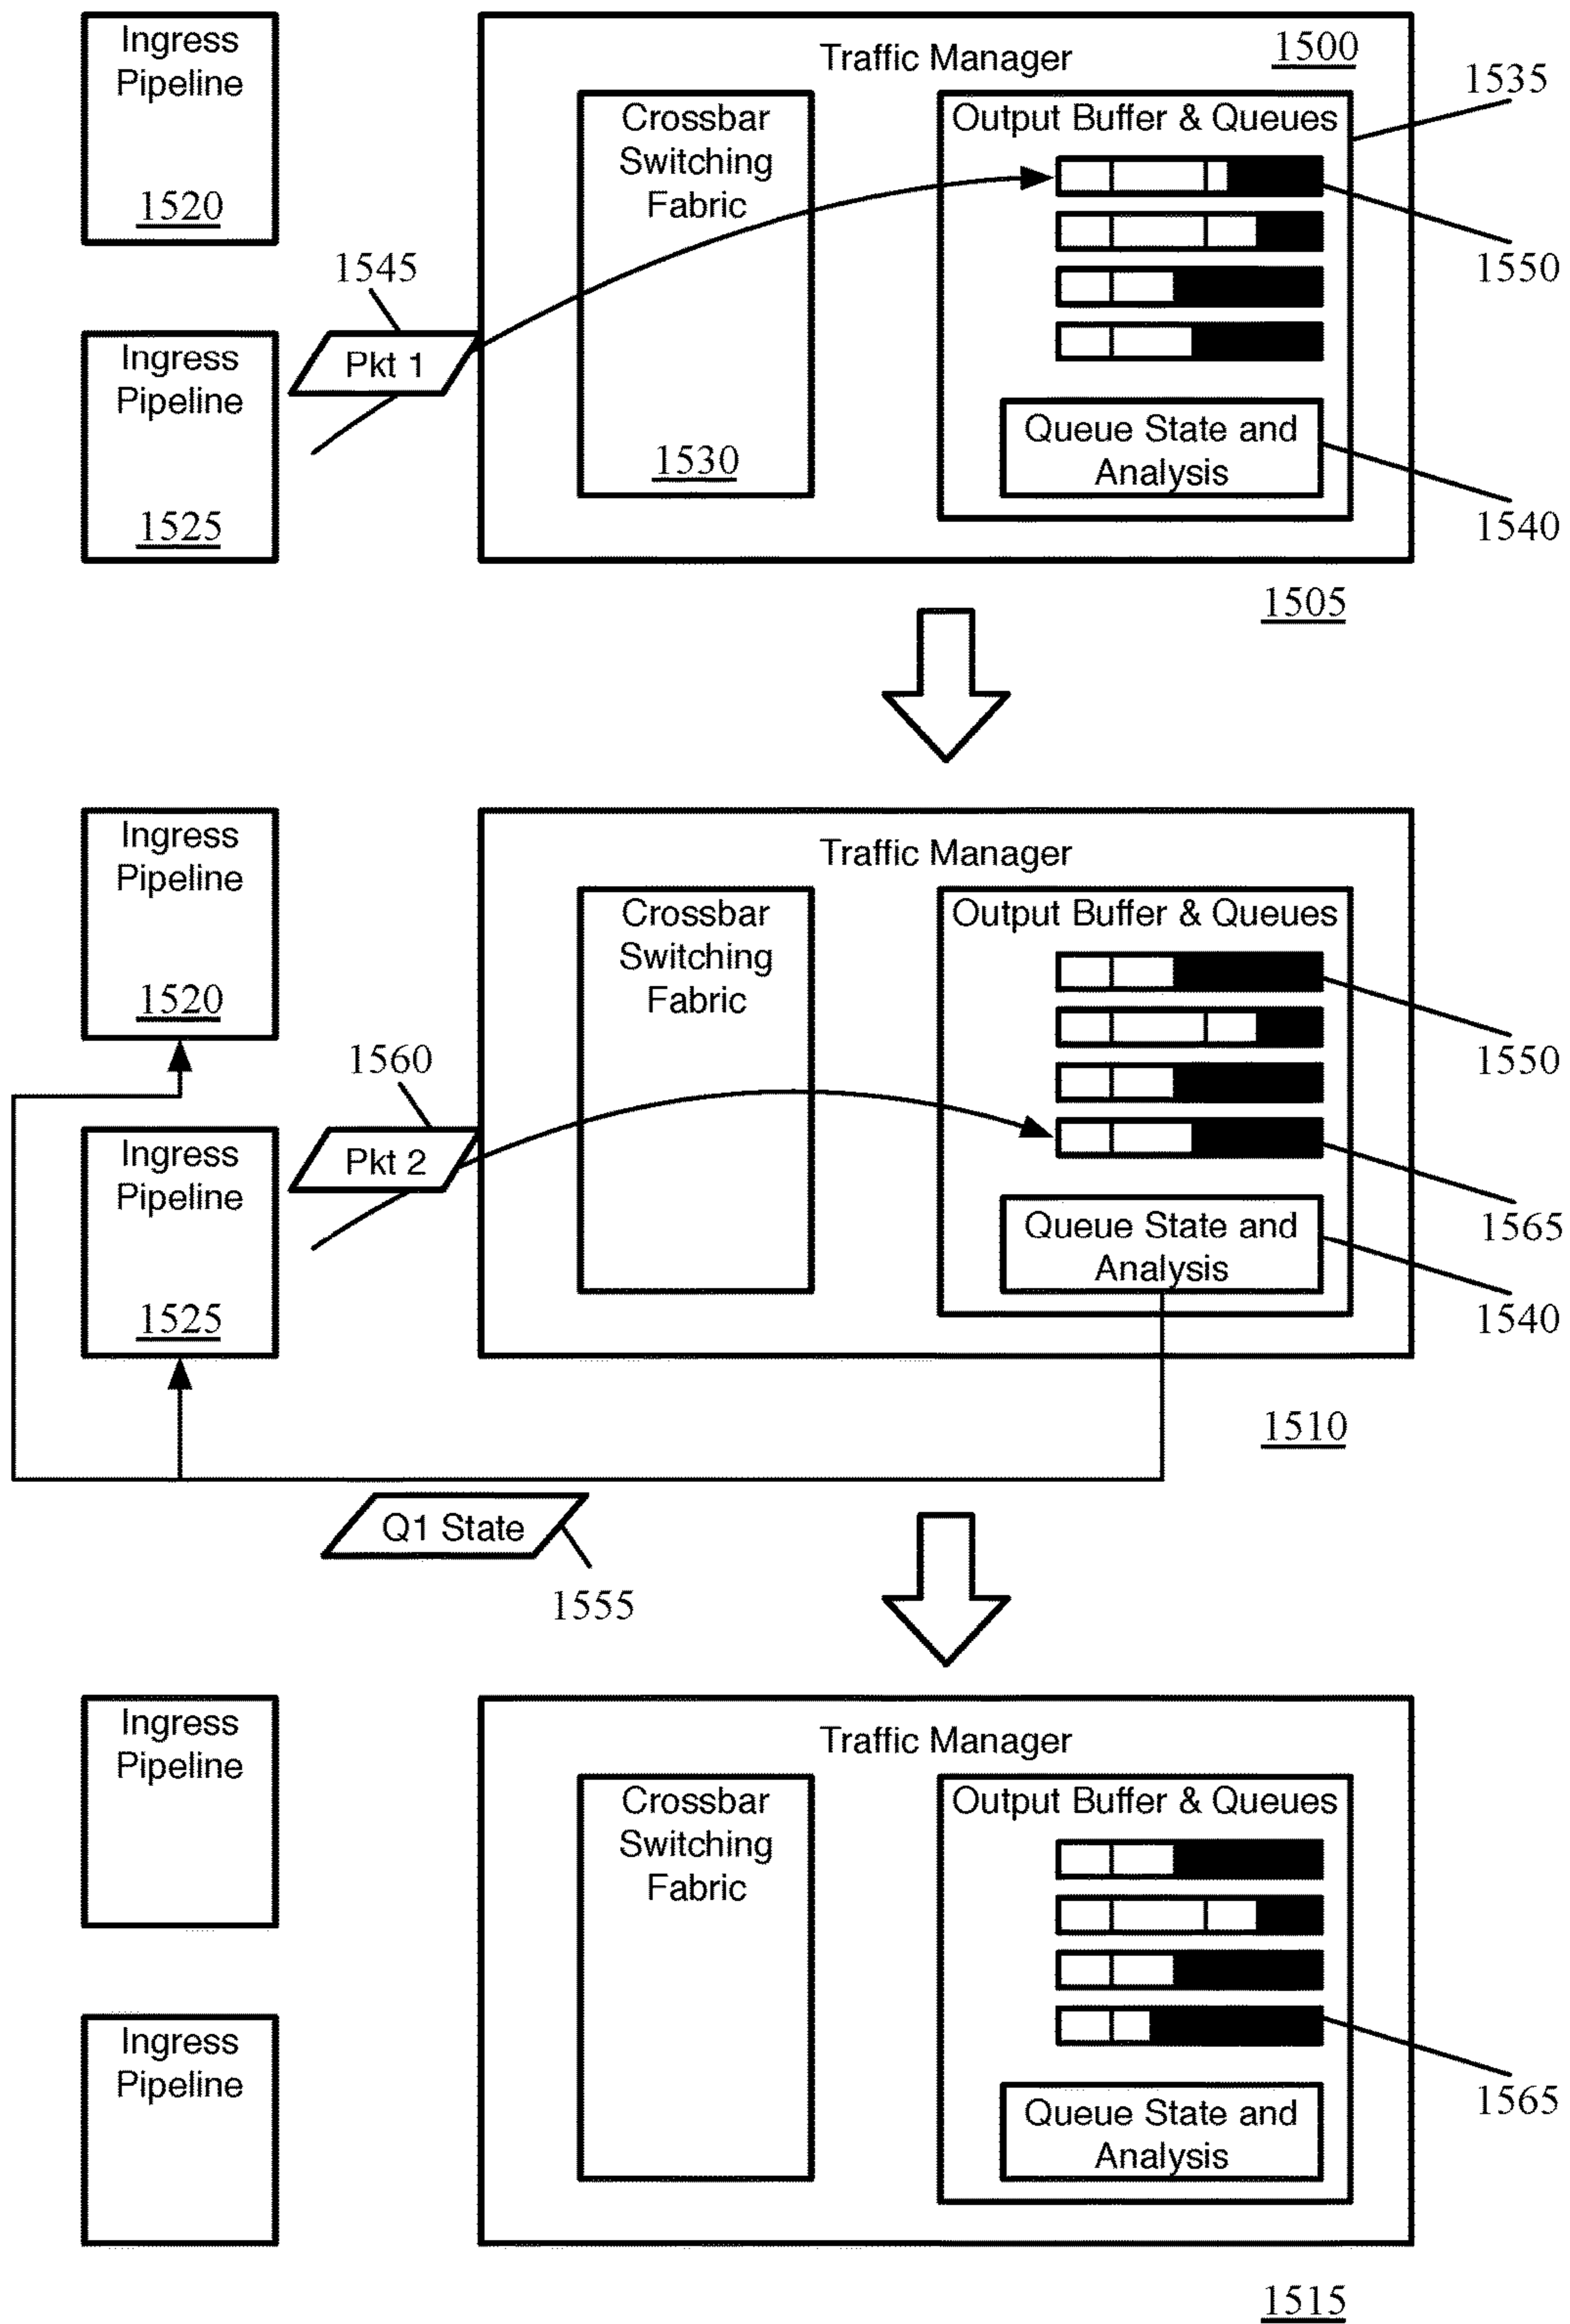 Ingress
Pipeline
1520
Traffic Manager
1500
Crossbar
Switching
Fabric
1530
Output Buffer & Queues
1535
1550
1545
Pkt 1
Ingress
Pipeline
1525
Queue State and
Analysis
1540
1505
Ingress
Pipeline
1520
Traffic Manager
Crossbar
Switching
Fabric
Output Buffer & Queues
1550
1560
Pkt 2
Ingress
Pipeline
1525
1565
Queue State and
Analysis
1540
1510
Q1 State
1555
Ingress
Pipeline
Traffic Manager
Crossbar
Switching
Fabric
Output Buffer & Queues
Ingress
Pipeline
1565
Queue State and
Analysis
1515